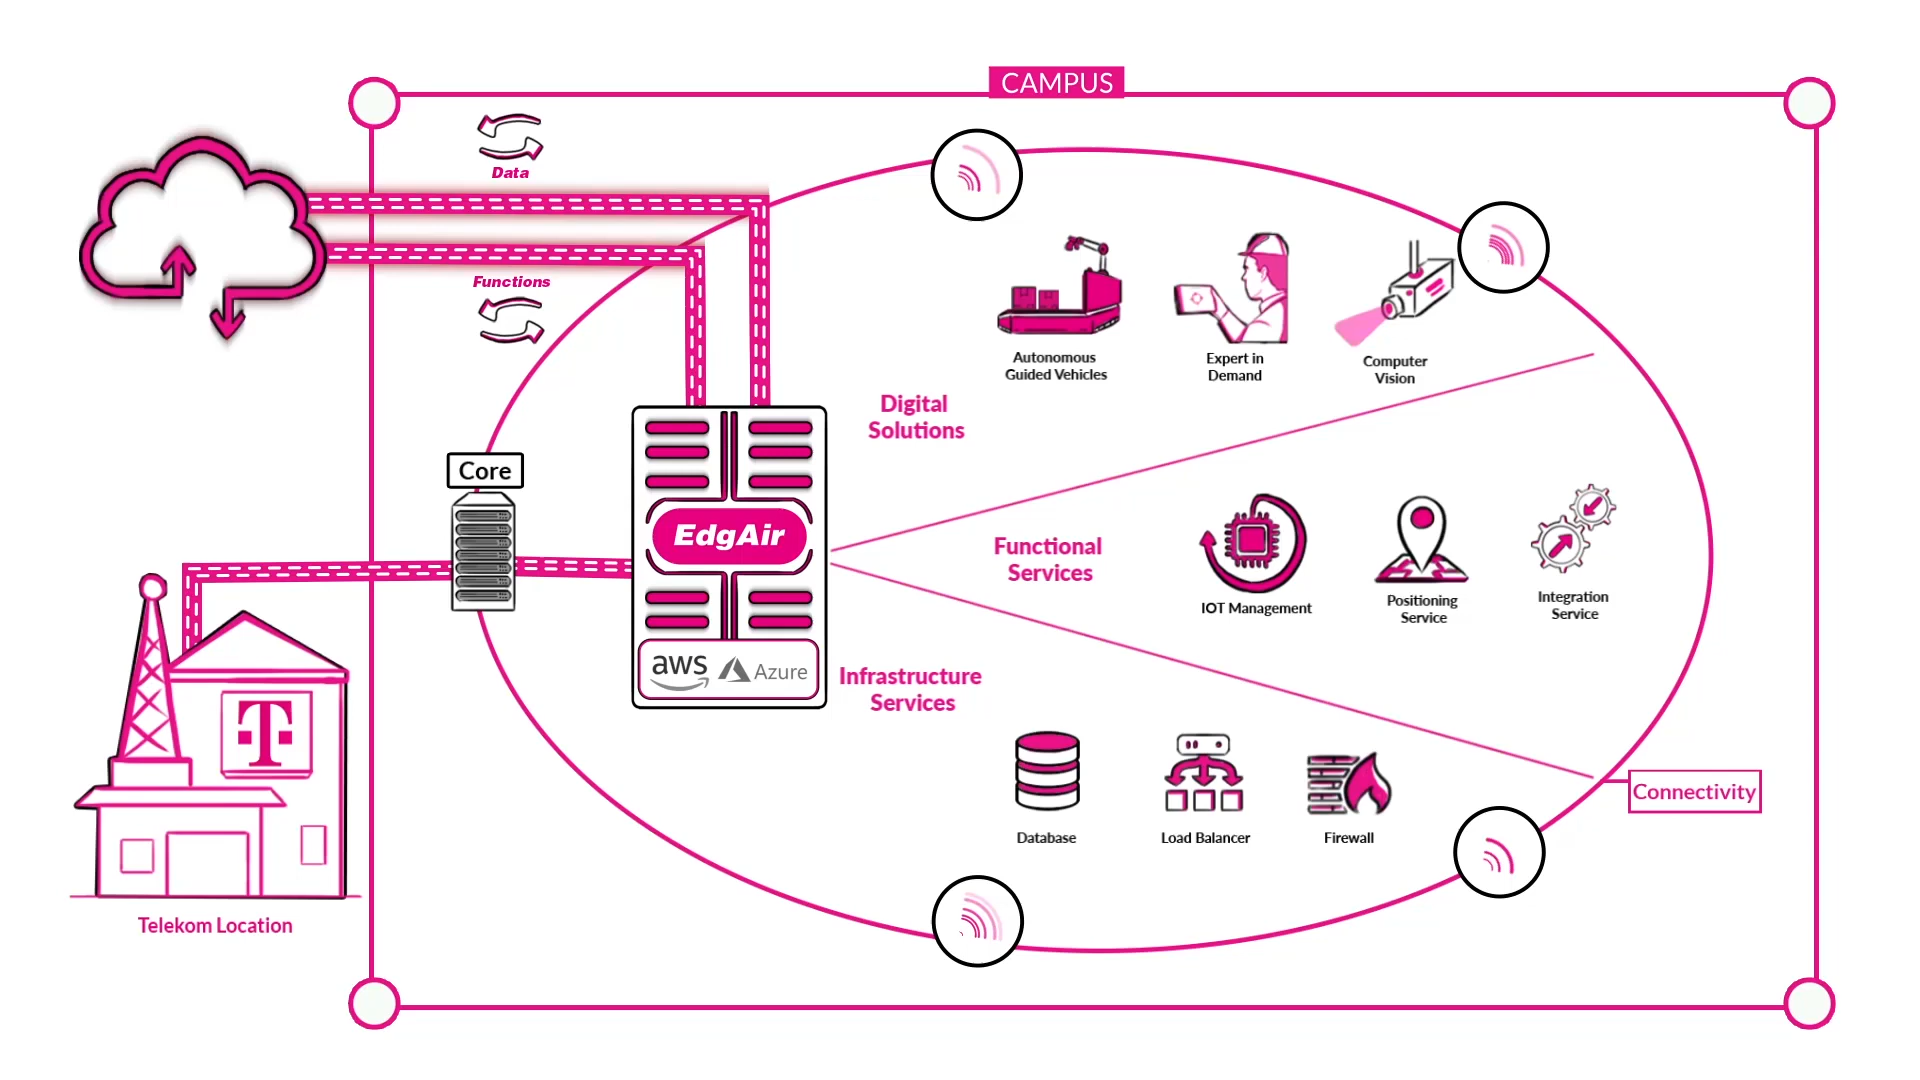 CAMPUS
Data
Functions
Core
EdgAir
aws
Azure
Digital
Solutions
Autonomous
Guided Vehicles
Expert in
Demand
Computer
Vision
Functional
Services
IOT Management
Positioning
Service
Integration
Service
Infrastructure
Services
Database
Load Balancer
Firewall
Connectivity
T
Telekom Location